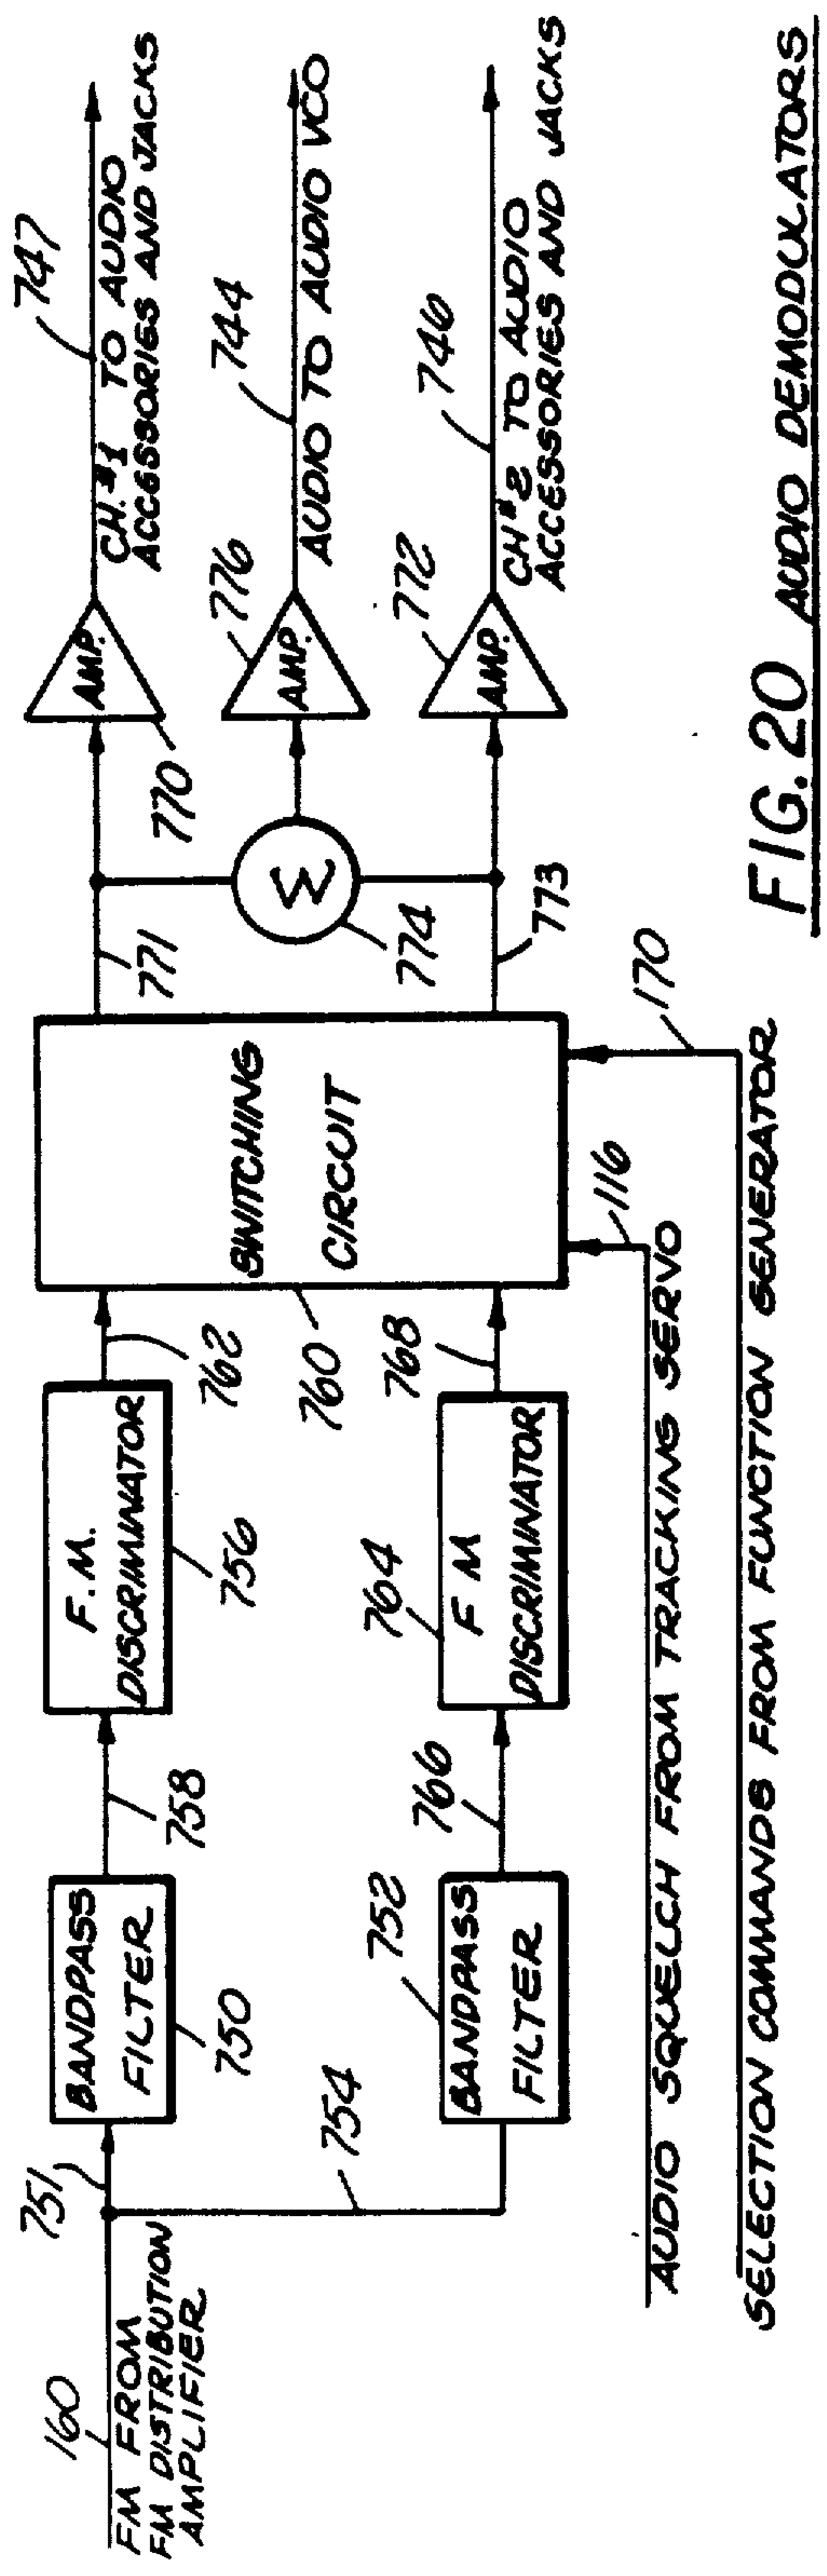 160
FM FROM
FM DISTRIBUTION
AMPLIFIER
751
BANDPASS
FILTER
750
754
752
BANDPASS
FILTER
758
766
F.M.
DISCRIMINATOR
756
764
F M
DISCRIMINATOR
762
768
760
SWITCHING
CIRCUIT
771
773
774
Σ
770
AMP.
776
AMP.
772
AMP.
747
CH. #1 TO AUDIO
ACCESSORIES AND JACKS
744
AUDIO TO AUDIO VCO
746
CH #2 TO AUDIO
ACCESSORIES AND JACKS
116
AUDIO SQUELCH FROM TRACKING SERVO
170
SELECTION COMMANDS FROM FUNCTION GENERATOR
FIG. 20 AUDIO DEMODULATORS